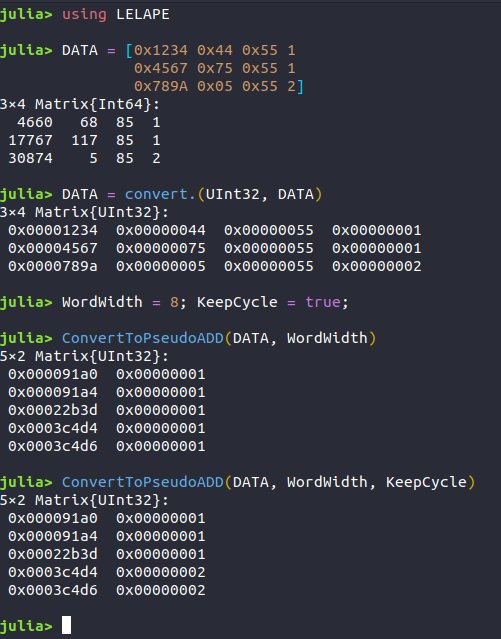 julia> using LELAPE
julia> DATA = [0x1234 0x44 0x55 1
0x4567 0x75 0x55 1
0x789A 0x05 0x55 2]
3×4 Matrix{Int64}:
4660 68 85 1
17767 117 85 1
30874 5 85 2
julia> DATA = convert.(UInt32, DATA)
3×4 Matrix{UInt32}:
0x00001234 0x00000044 0x00000055 0x00000001
0x00004567 0x00000075 0x00000055 0x00000001
0x0000789a 0x00000005 0x00000055 0x00000002
julia> WordWidth = 8; KeepCycle = true;
julia> ConvertToPseudoADD(DATA, WordWidth)
5×2 Matrix{UInt32}:
0x000091a0 0x00000001
0x000091a4 0x00000001
0x00022b3d 0x00000001
0x0003c4d4 0x00000001
0x0003c4d6 0x00000001
julia> ConvertToPseudoADD(DATA, WordWidth, KeepCycle)
5×2 Matrix{UInt32}:
0x000091a0 0x00000001
0x000091a4 0x00000001
0x00022b3d 0x00000001
0x0003c4d4 0x00000002
0x0003c4d6 0x00000002
julia>